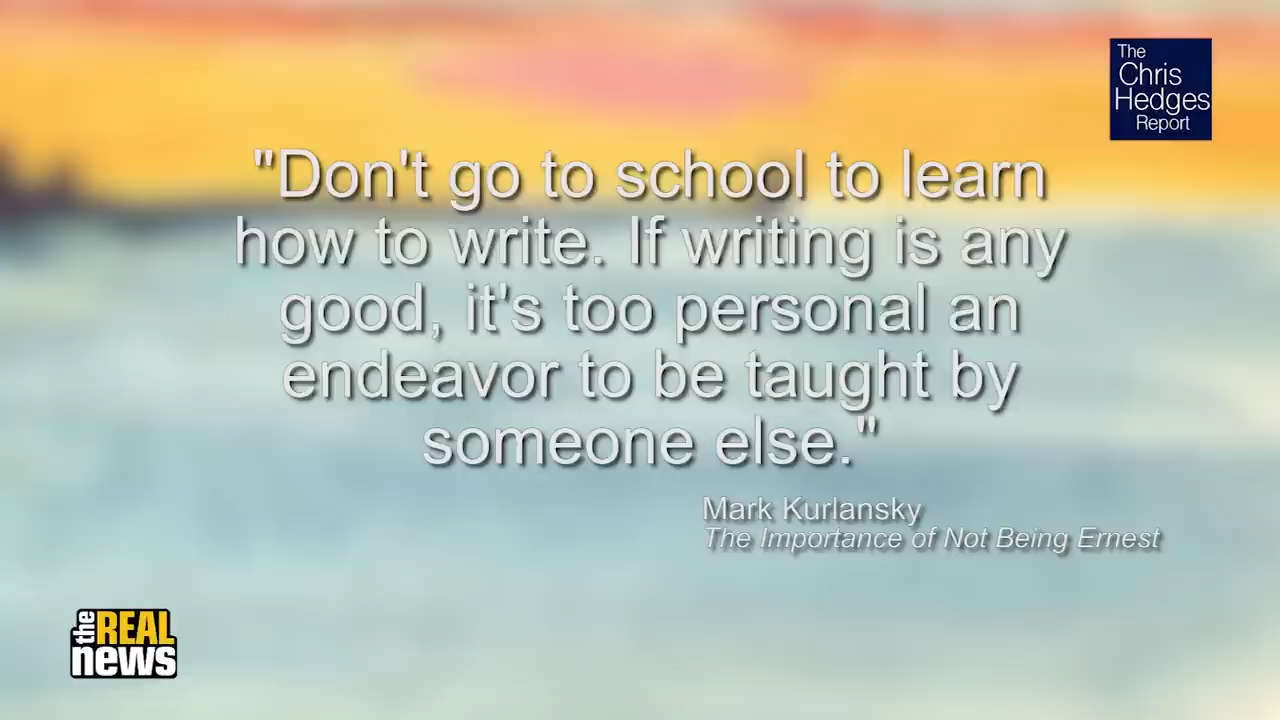 The
Chris
Hedges
Report
"Don't go to school to learn
how to write. If writing is any
good, it's too personal an
endeavor to be taught by
someone else."
Mark Kurlansky
The Importance of Not Being Ernest
the REAL
news